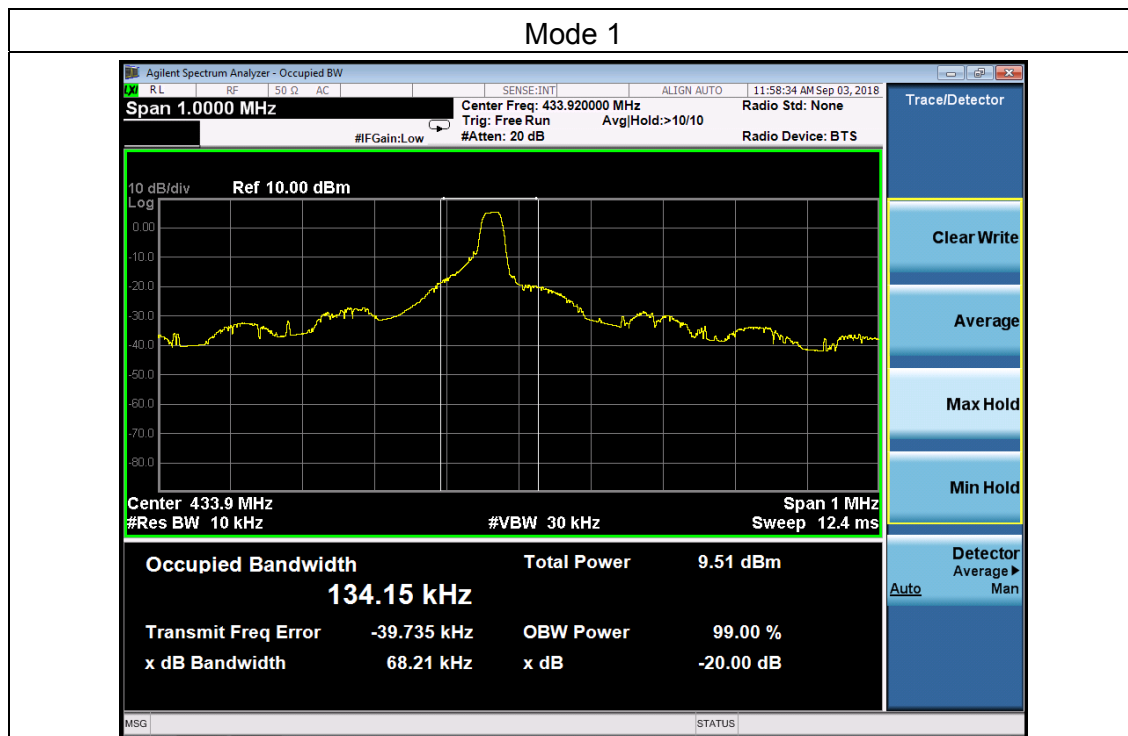 Mode 1
Agilent Spectrum Analyzer - Occupied BW
LXI RL RF 50 Ω AC SENSE:INT ALIGN AUTO 11:58:34 AM Sep 03, 2018
Span 1.0000 MHz
Center Freq: 433.920000 MHz Radio Std: None
Trig: Free Run Avg|Hold:>10/10
#IFGain:Low #Atten: 20 dB Radio Device: BTS
Trace/Detector
10 dB/div Ref 10.00 dBm
Log
0.00
-10.0
-20.0
-30.0
-40.0
-50.0
-60.0
-70.0
-80.0
Center 433.9 MHz Span 1 MHz
#Res BW 10 kHz #VBW 30 kHz Sweep 12.4 ms
Clear Write
Average
Max Hold
Min Hold
Detector
Average▶
Auto Man
Occupied Bandwidth Total Power 9.51 dBm
134.15 kHz
Transmit Freq Error -39.735 kHz OBW Power 99.00 %
x dB Bandwidth 68.21 kHz x dB -20.00 dB
MSG STATUS